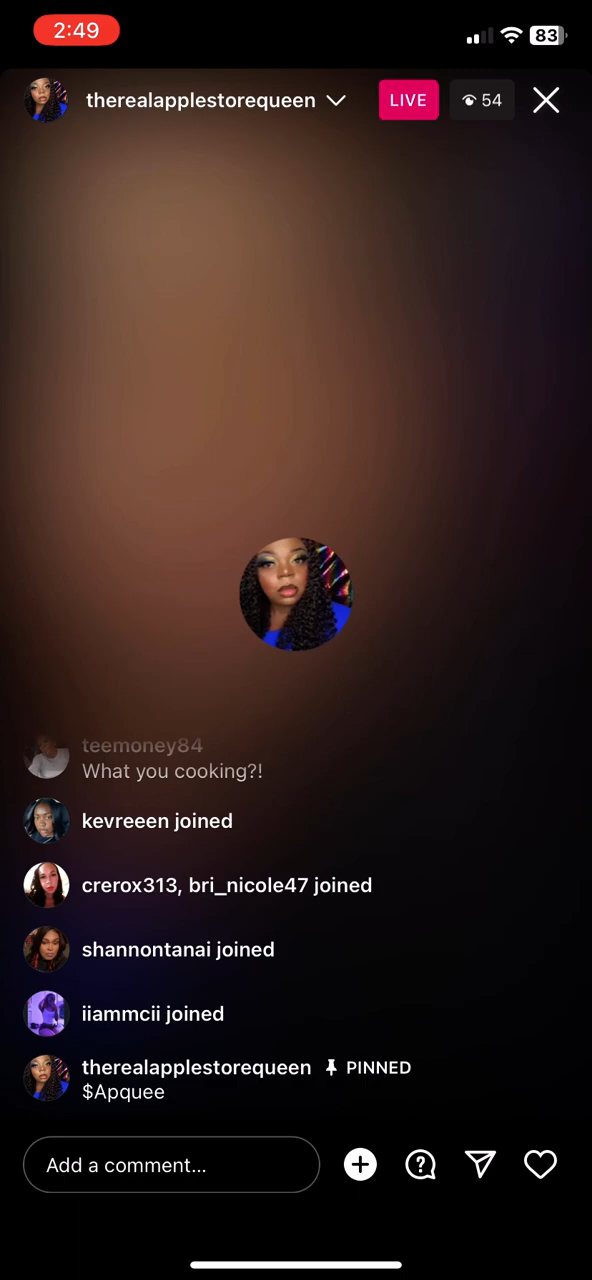 2:49
83
therealapplestorequeen
LIVE
54
teemoney84
What you cooking?!
kevreeen joined
crerox313, bri_nicole47 joined
shannontanai joined
iiammcii joined
therealapplestorequeen PINNED
$Apquee
Add a comment...